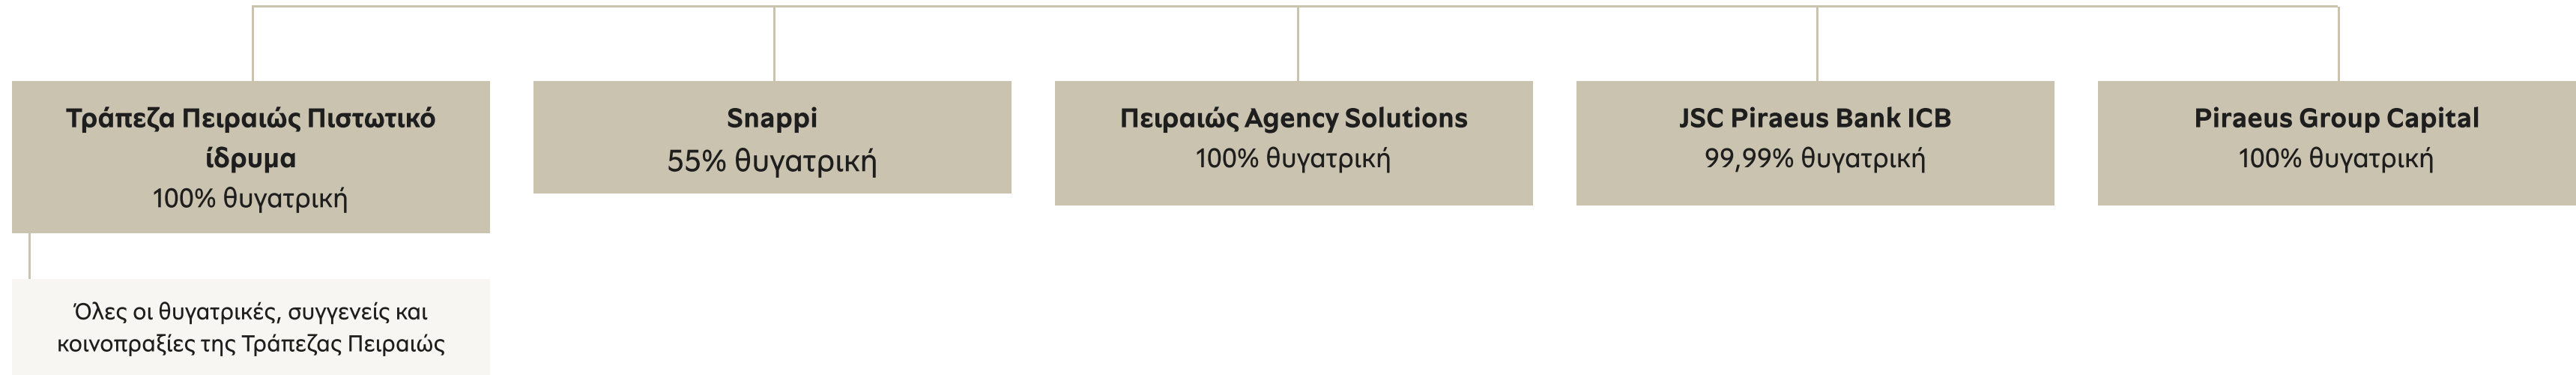 Τράπεζα Πειραιώς Πιστωτικό
ίδρυμα
100% θυγατρική
Snappi
55% θυγατρική
Πειραιώς Agency Solutions
100% θυγατρική
JSC Piraeus Bank ICB
99,99% θυγατρική
Piraeus Group Capital
100% θυγατρική
Όλες οι θυγατρικές, συγγενείς και
κοινοπραξίες της Τράπεζας Πειραιώς